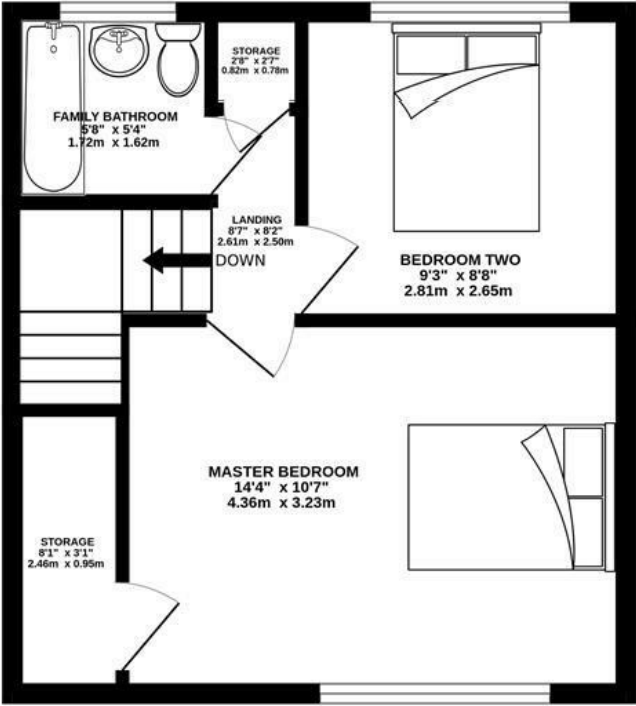 STORAGE
2'8" x 2'7"
0.82m x 0.78m
FAMILY BATHROOM
5'8" x 5'4"
1.72m x 1.62m
LANDING
8'7" x 8'2"
2.61m x 2.50m
DOWN
BEDROOM TWO
9'3" x 8'8"
2.81m x 2.65m
MASTER BEDROOM
14'4" x 10'7"
4.36m x 3.23m
STORAGE
8'1" x 3'1"
2.46m x 0.95m